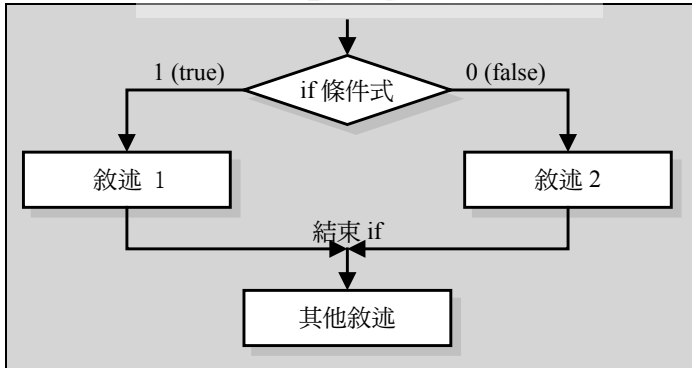 1 (true)
0 (false)
if 條件式
敘述 1
敘述 2
結束 if
其他敘述